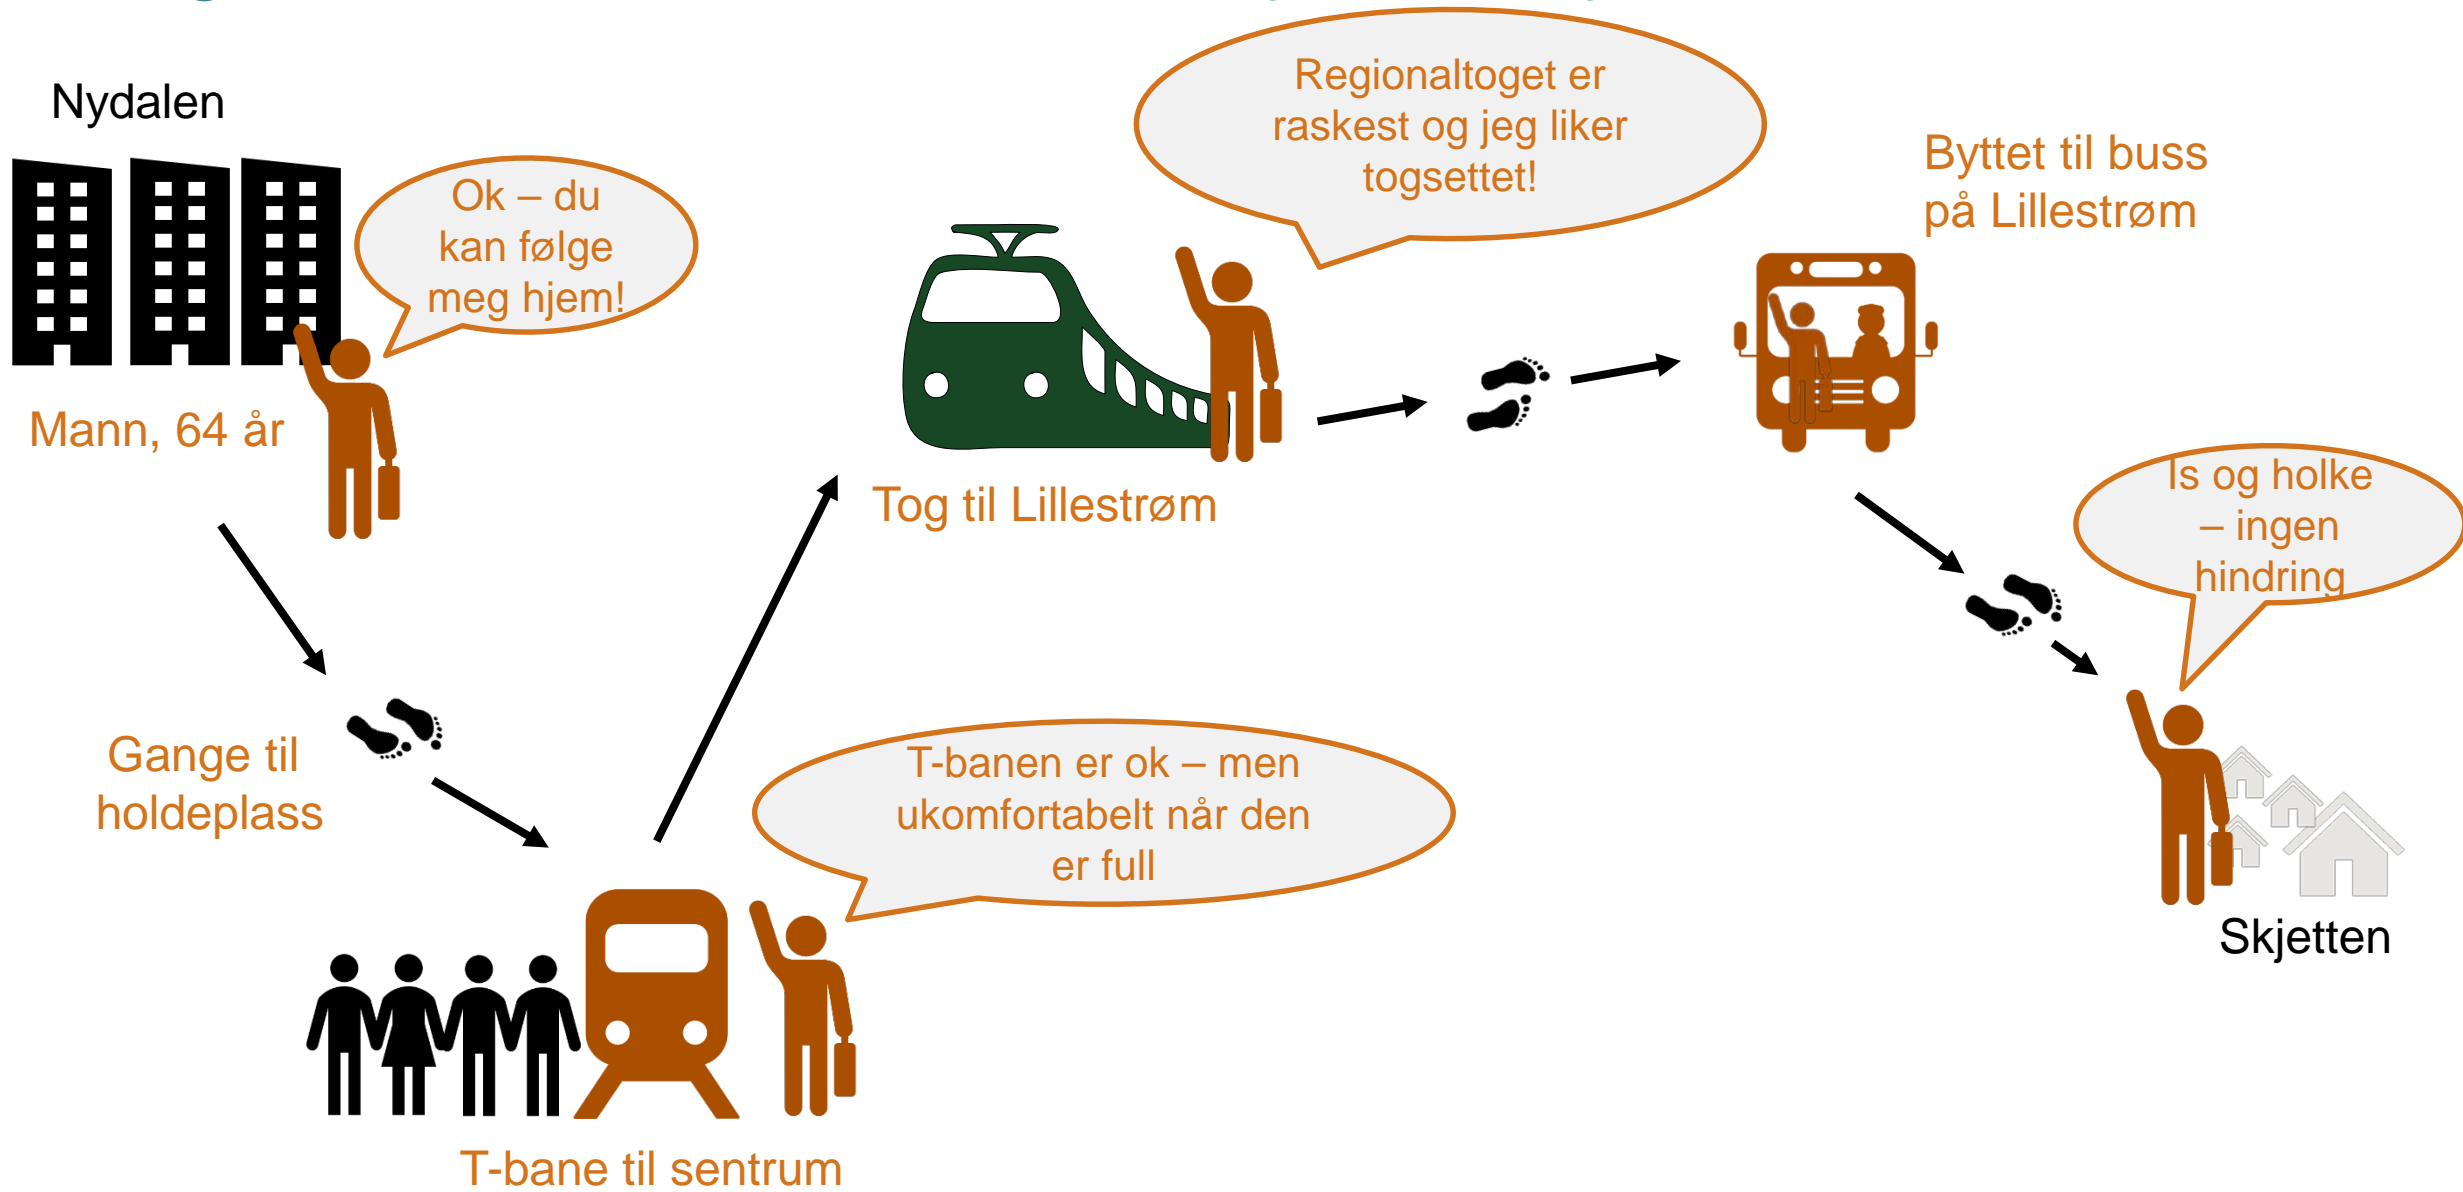 Nydalen
Ok – du
kan følge
meg hjem!
Mann, 64 år
Gange til
holdeplass
T-banen er ok – men
ukomfortabelt når den
er full
T-bane til sentrum
Regionaltoget er
raskest og jeg liker
togsettet!
Tog til Lillestrøm
Byttet til buss
på Lillestrøm
Is og holke
– ingen
hindring
Skjetten